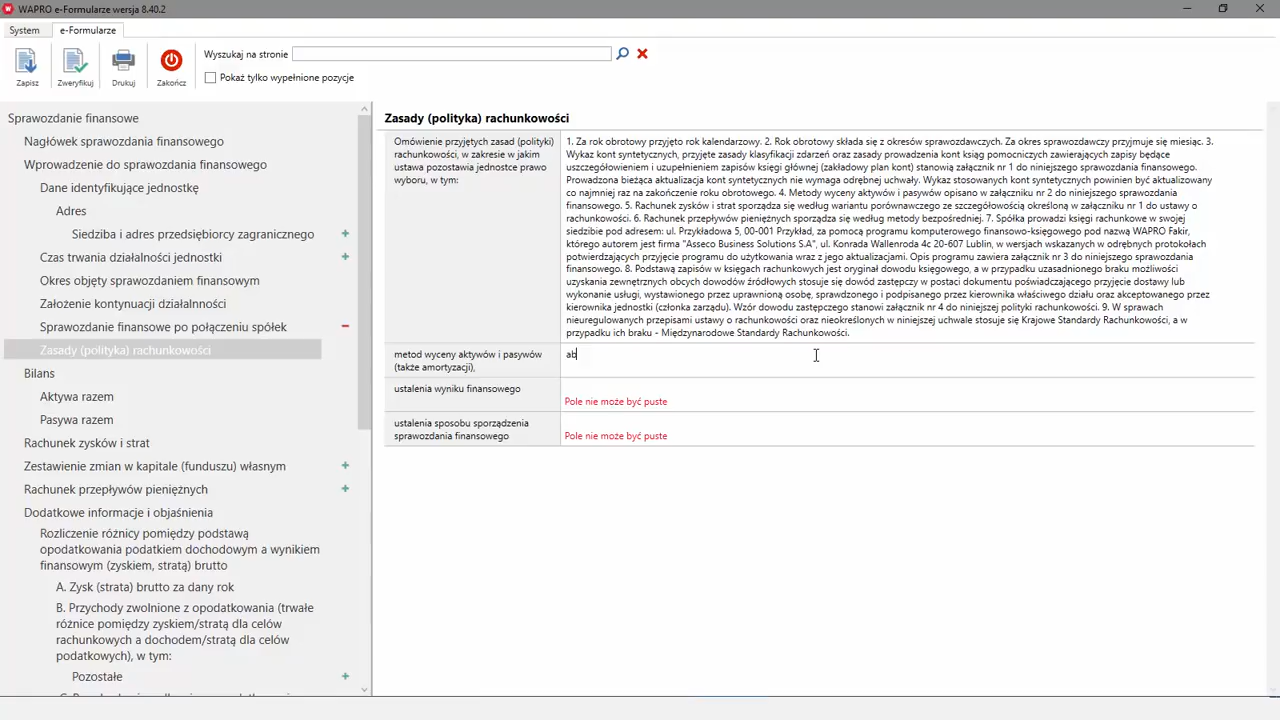 WAPRO e-Formularze wersja 8.40.2
System
e-Formularze
Zapisz
Zweryfikuj
Drukuj
Zakończ
Wyszukaj na stronie
Pokaż tylko wypełnione pozycje
Sprawozdanie finansowe
Nagłówek sprawozdania finansowego
Wprowadzenie do sprawozdania finansowego
Dane identyfikujące jednostkę
Adres
Siedziba i adres przedsiębiorcy zagranicznego
Czas trwania działalności jednostki
Okres objęty sprawozdaniem finansowym
Założenie kontynuacji działalnności
Sprawozdanie finansowe po połączeniu spółek
Zasady (polityka) rachunkowości
Bilans
Aktywa razem
Pasywa razem
Rachunek zysków i strat
Zestawienie zmian w kapitale (funduszu) własnym
Rachunek przepływów pieniężnych
Dodatkowe informacje i objaśnienia
Rozliczenie różnicy pomiędzy podstawą
opodatkowania podatkiem dochodowym a wynikiem
finansowym (zyskiem, stratą) brutto
A. Zysk (strata) brutto za dany rok
B. Przychody zwolnione z opodatkowania (trwałe
różnice pomiędzy zyskiem/stratą dla celów
rachunkowych a dochodem/stratą dla celów
podatkowych), w tym:
Pozostałe
Zasady (polityka) rachunkowości
Omówienie przyjętych zasad (polityki)
rachunkowości, w zakresie w jakim
ustawa pozostawia jednostce prawo
wyboru, w tym:
1. Za rok obrotowy przyjęto rok kalendarzowy. 2. Rok obrotowy składa się z okresów sprawozdawczych. Za okres sprawozdawczy przyjmuje się miesiąc. 3.
Wykaz kont syntetycznych, przyjęte zasady klasyfikacji zdarzeń oraz zasady prowadzenia kont ksiąg pomocniczych zawierających zapisy będące
uszczegółowieniem i uzupełnieniem zapisów księgi głównej (zakładowy plan kont) stanowią załącznik nr 1 do niniejszego sprawozdania finansowego.
Prowadzona bieżąca aktualizacja kont syntetycznych nie wymaga odrębnej uchwały. Wykaz stosowanych kont syntetycznych powinien być aktualizowany
co najmniej raz na zakończenie roku obrotowego. 4. Metody wyceny aktywów i pasywów opisano w załączniku nr 2 do niniejszego sprawozdania
finansowego. 5. Rachunek zysków i strat sporządza się według wariantu porównawczego ze szczegółowością określoną w załączniku nr 1 do ustawy o
rachunkowości. 6. Rachunek przepływów pieniężnych sporządza się według metody bezpośredniej. 7. Spółka prowadzi księgi rachunkowe w swojej
siedzibie pod adresem: ul. Przykładowa 5, 00-001 Przykład, za pomocą programu komputerowego finansowo-księgowego pod nazwą WAPRO Fakir,
którego autorem jest firma "Asseco Business Solutions S.A", ul. Konrada Wallenroda 4c 20-607 Lublin, w wersjach wskazanych w odrębnych protokołach
potwierdzających przyjęcie programu do użytkowania wraz z jego aktualizacjami. Opis programu zawiera załącznik nr 3 do niniejszego sprawozdania
finansowego. 8. Podstawą zapisów w księgach rachunkowych jest oryginał dowodu księgowego, a w przypadku uzasadnionego braku możliwości
uzyskania zewnętrznych obcych dowodów źródłowych stosuje się dowód zastępczy w postaci dokumentu poświadczającego przyjęcie dostawy lub
wykonanie usługi, wystawionego przez uprawnioną osobę, sprawdzonego i podpisanego przez kierownika właściwego działu oraz akceptowanego przez
kierownika jednostki (członka zarządu). Wzór dowodu zastępczego stanowi załącznik nr 4 do niniejszej polityki rachunkowości. 9. W sprawach
nieuregulowanych przepisami ustawy o rachunkowości oraz nieokreślonych w niniejszej uchwale stosuje się Krajowe Standardy Rachunkowości, a w
przypadku ich braku - Międzynarodowe Standardy Rachunkowości.
metod wyceny aktywów i pasywów
(także amortyzacji),
ab
ustalenia wyniku finansowego
Pole nie może być puste
ustalenia sposobu sporządzenia
sprawozdania finansowego
Pole nie może być puste